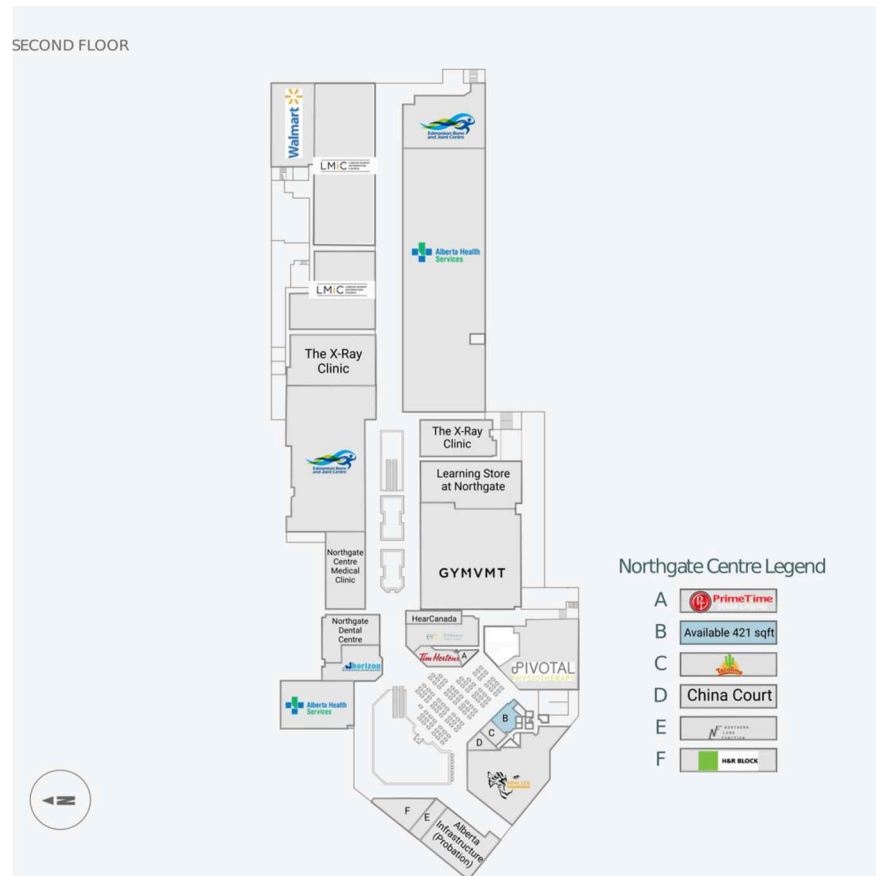 SECOND FLOOR
Walmart
Edmonton Bone
and Joint Centre
LMiC
Alberta Health
Services
LMiC
The X-Ray
Clinic
The X-Ray
Clinic
Edmonton Bone
and Joint Centre
Learning Store
at Northgate
Northgate
Centre
Medical
Clinic
GYMVMT
Northgate Centre Legend
A PrimeTime
B Available 421 sqft
C
D China Court
E
F H&R BLOCK
HearCanada
Northgate
Dental
Centre
Tim Hortons
A
horizon
PIVOTAL
PHYSIOTHERAPY
Alberta Health
Services
B
C
D
F
E
Alberta
Infrastructure
(Probation)
N